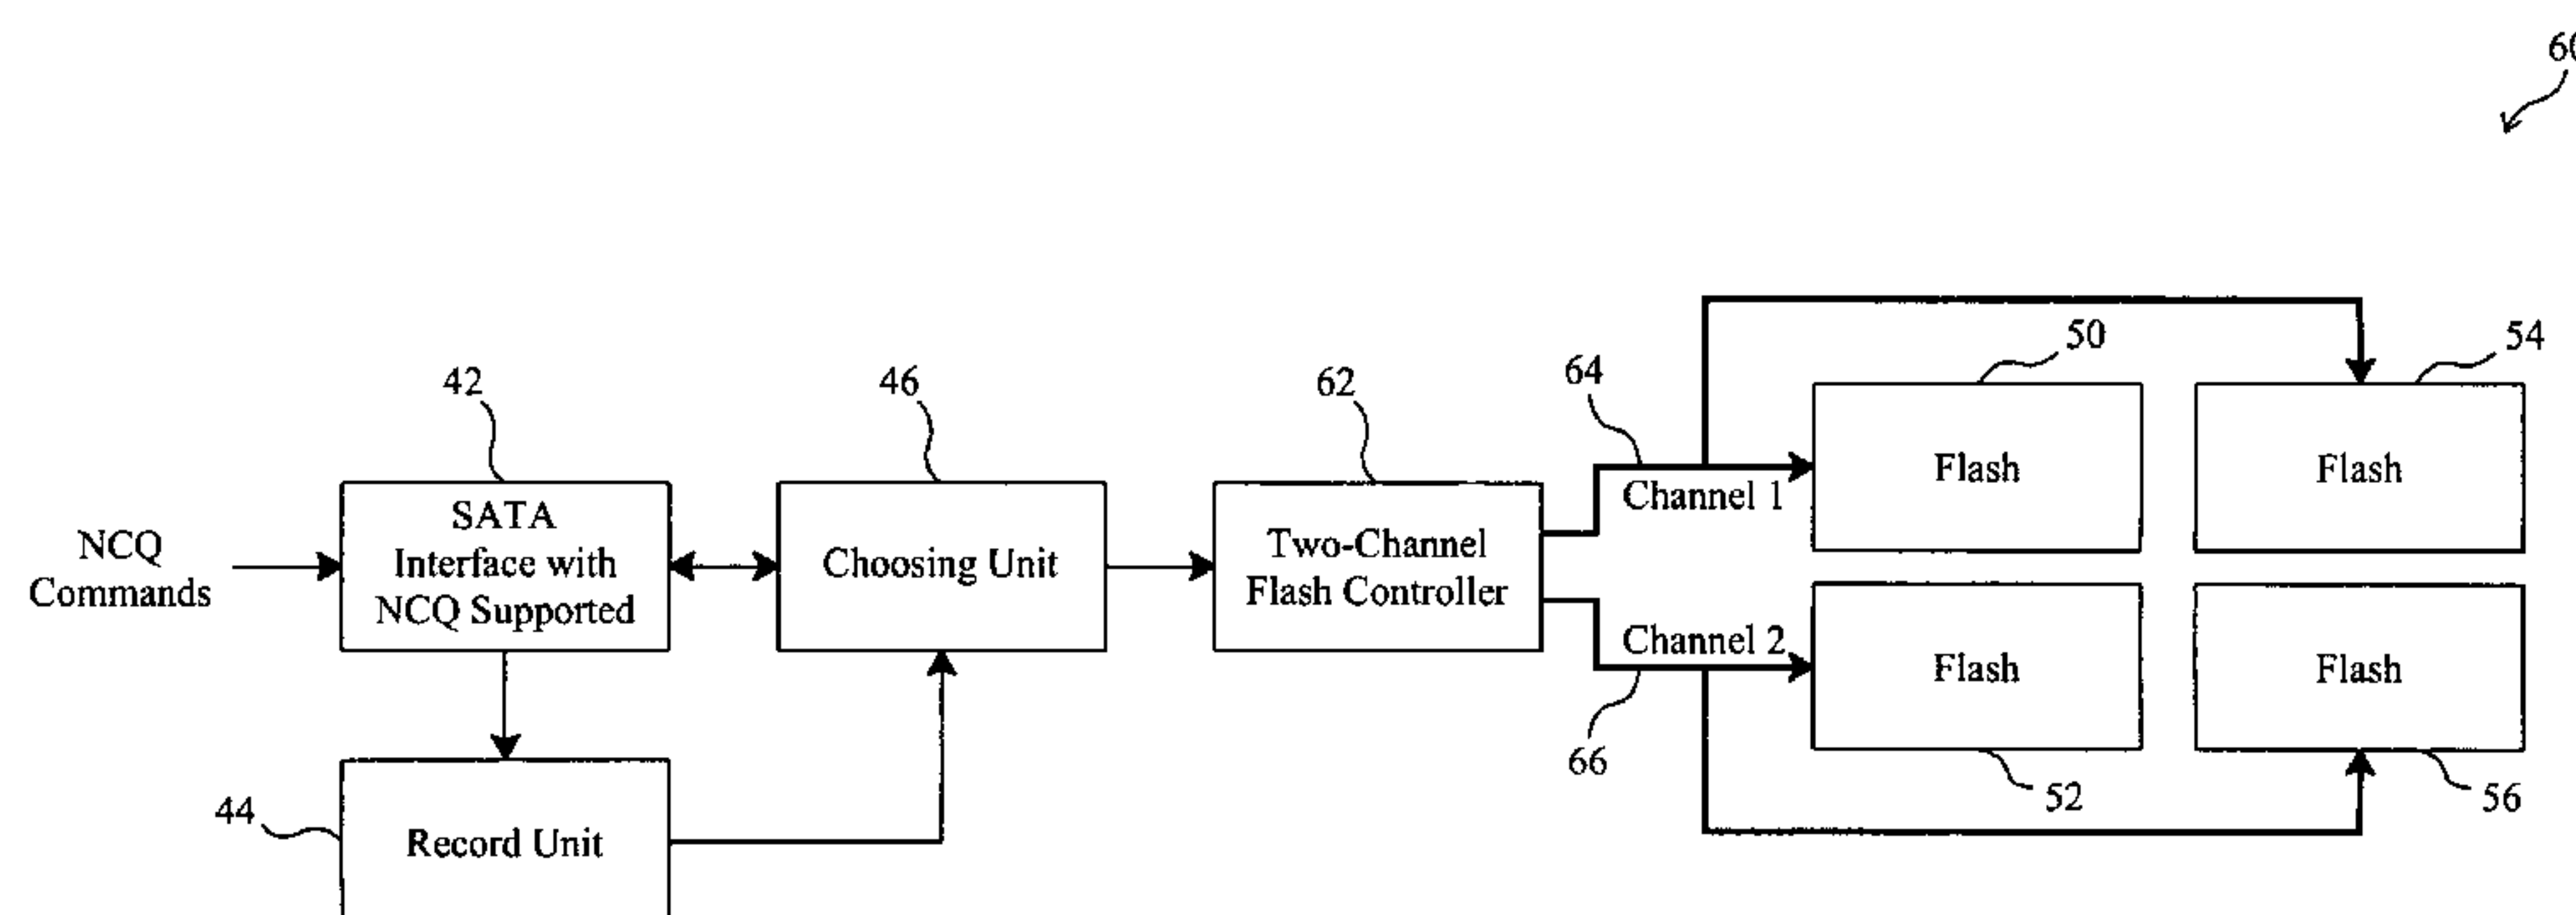 60
50
54
64
42
46
62
Flash
Flash
Channel 1
SATA
Interface with
NCQ Supported
NCQ
Commands
Choosing Unit
Two-Channel
Flash Controller
Channel 2
Flash
Flash
66
52
56
44
Record Unit